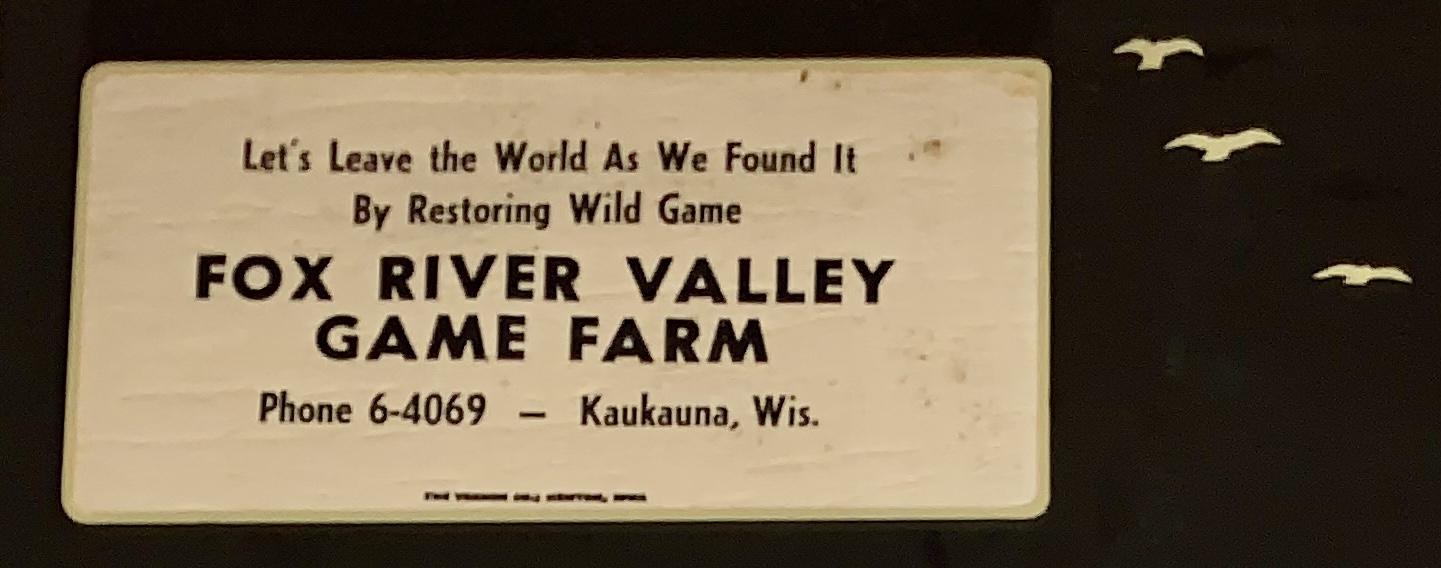 Let's Leave the World As We Found It
By Restoring Wild Game
FOX RIVER VALLEY
GAME FARM
Phone 6-4069 — Kaukauna, Wis.